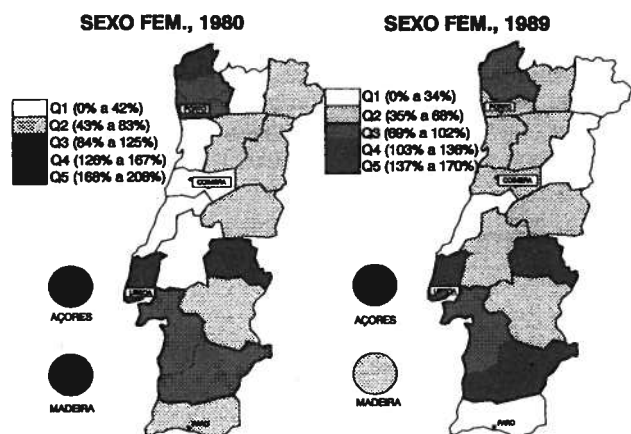 SEXO FEM., 1980
Q1 (0% a 42%)
Q2 (43% a 83%)
Q3 (84% a 125%)
Q4 (126% a 167%)
Q5 (168% a 208%)
PORTO
COIMBRA
LISBOA
FARO
AÇORES
MADEIRA
SEXO FEM., 1989
Q1 (0% a 34%)
Q2 (35% a 68%)
Q3 (69% a 102%)
Q4 (103% a 136%)
Q5 (137% a 170%)
PORTO
COIMBRA
LISBOA
FARO
AÇORES
MADEIRA